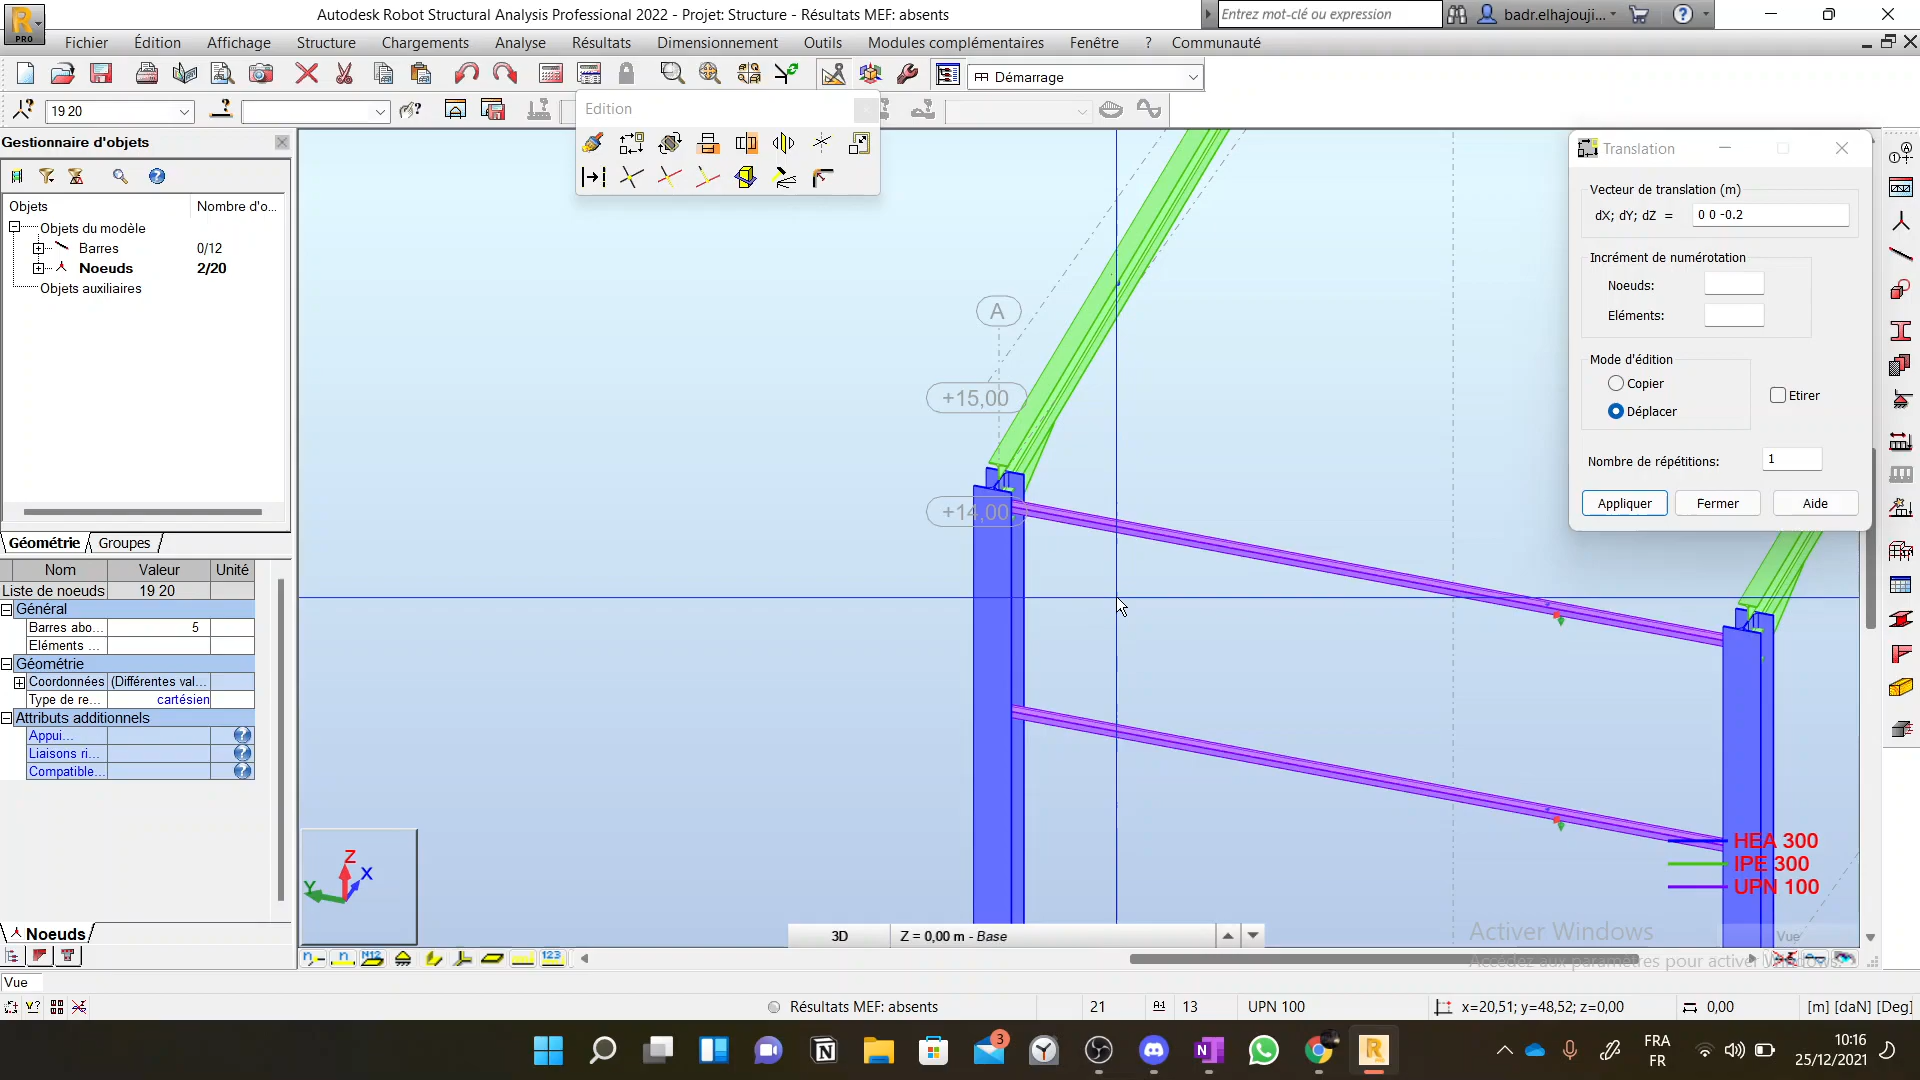 Autodesk Robot Structural Analysis Professional 2022 - Projet: Structure - Résultats MEF: absents
Entrez mot-clé ou expression
badr.elhajouji...
PRO
Fichier Édition Affichage Structure Chargements Analyse Résultats Dimensionnement Outils Modules complémentaires Fenêtre ? Communauté
Démarrage
19 20
Edition
Gestionnaire d'objets
Objets Nombre d'o...
Objets du modèle
Barres 0/12
Noeuds 2/20
Objets auxiliaires
Géométrie Groupes
Nom Valeur Unité
Liste de noeuds 19 20
Général
Barres abo... 5
Eléments ...
Géométrie
Coordonnées (Différentes val...
Type de re... cartésien
Attributs additionnels
Appui...
Liaisons ri...
Compatible...
Noeuds
A
+15,00
+14,00
Z
X
Y
Translation
Vecteur de translation (m)
dX; dY; dZ = 0 0 -0.2
Incrément de numérotation
Noeuds:
Eléments:
Mode d'édition
Copier
Déplacer
Etirer
Nombre de répétitions: 1
Appliquer Fermer Aide
HEA 300
IPE 300
UPN 100
3D Z = 0,00 m - Base
Vue
Activer Windows
Accédez aux paramètres pour activer Windows.
Vue
Résultats MEF: absents 21 13 UPN 100 x=20,51; y=48,52; z=0,00 0,00 [m] [daN] [Deg]
3
FRA
FR
10:16
25/12/2021